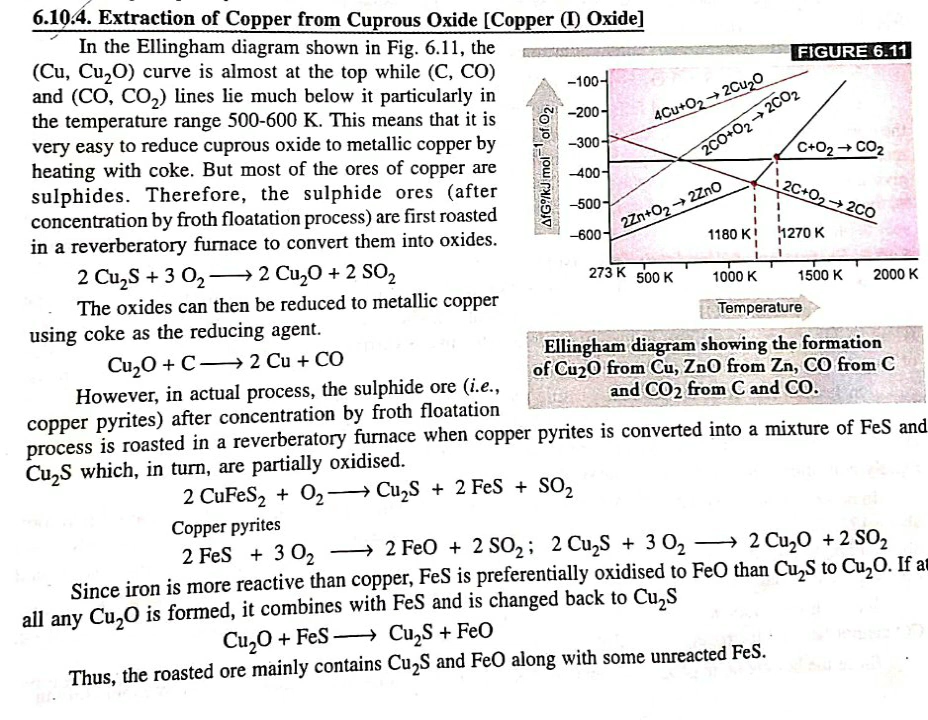 6.10.4. Extraction of Copper from Cuprous Oxide [Copper (I) Oxide]
In the Ellingham diagram shown in Fig. 6.11, the
(Cu, Cu₂O) curve is almost at the top while (C, CO)
and (CO, CO₂) lines lie much below it particularly in
the temperature range 500-600 K. This means that it is
very easy to reduce cuprous oxide to metallic copper by
heating with coke. But most of the ores of copper are
sulphides. Therefore, the sulphide ores (after
concentration by froth floatation process) are first roasted
in a reverberatory furnace to convert them into oxides.
2 Cu₂S + 3 O₂ ⟶ 2 Cu₂O + 2 SO₂
The oxides can then be reduced to metallic copper
using coke as the reducing agent.
Cu₂O + C ⟶ 2 Cu + CO
However, in actual process, the sulphide ore (i.e.,
copper pyrites) after concentration by froth floatation
FIGURE 6.11
ΔfG°/kJ mol⁻¹ of O₂
–100
–200
–300
–400
–500
–600
4Cu+O₂ → 2Cu₂O
2CO+O₂ → 2CO₂
C+O₂ → CO₂
2C+O₂ → 2CO
2Zn+O₂ → 2ZnO
1180 K
1270 K
273 K 500 K 1000 K 1500 K 2000 K
Temperature
Ellingham diagram showing the formation
of Cu₂O from Cu, ZnO from Zn, CO from C
and CO₂ from C and CO.
process is roasted in a reverberatory furnace when copper pyrites is converted into a mixture of FeS and
Cu₂S which, in turn, are partially oxidised.
2 CuFeS₂ + O₂ ⟶ Cu₂S + 2 FeS + SO₂
Copper pyrites
2 FeS + 3 O₂ ⟶ 2 FeO + 2 SO₂ ; 2 Cu₂S + 3 O₂ ⟶ 2 Cu₂O + 2 SO₂
Since iron is more reactive than copper, FeS is preferentially oxidised to FeO than Cu₂S to Cu₂O. If at
all any Cu₂O is formed, it combines with FeS and is changed back to Cu₂S
Cu₂O + FeS ⟶ Cu₂S + FeO
Thus, the roasted ore mainly contains Cu₂S and FeO along with some unreacted FeS.